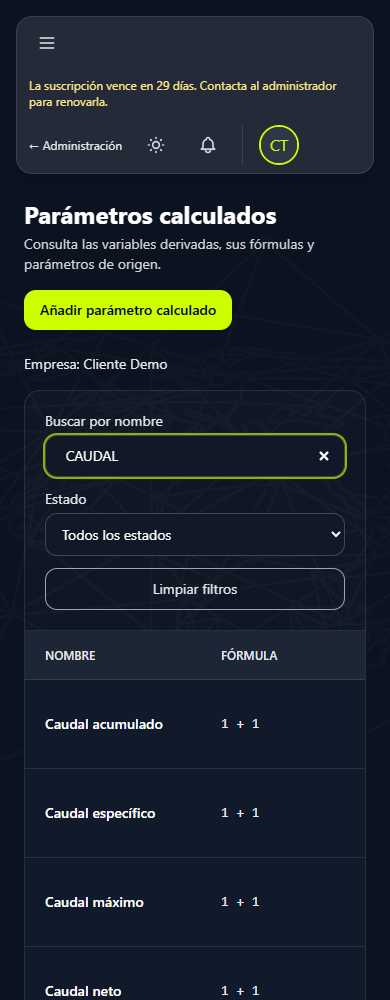 La suscripción vence en 29 días. Contacta al administrador
para renovarla.
← Administración
CT
Parámetros calculados
Consulta las variables derivadas, sus fórmulas y
parámetros de origen.
Añadir parámetro calculado
Empresa: Cliente Demo
Buscar por nombre
CAUDAL
Estado
Todos los estados
Limpiar filtros
NOMBRE FÓRMULA
Caudal acumulado 1 + 1
Caudal específico 1 + 1
Caudal máximo 1 + 1
Caudal neto 1 + 1